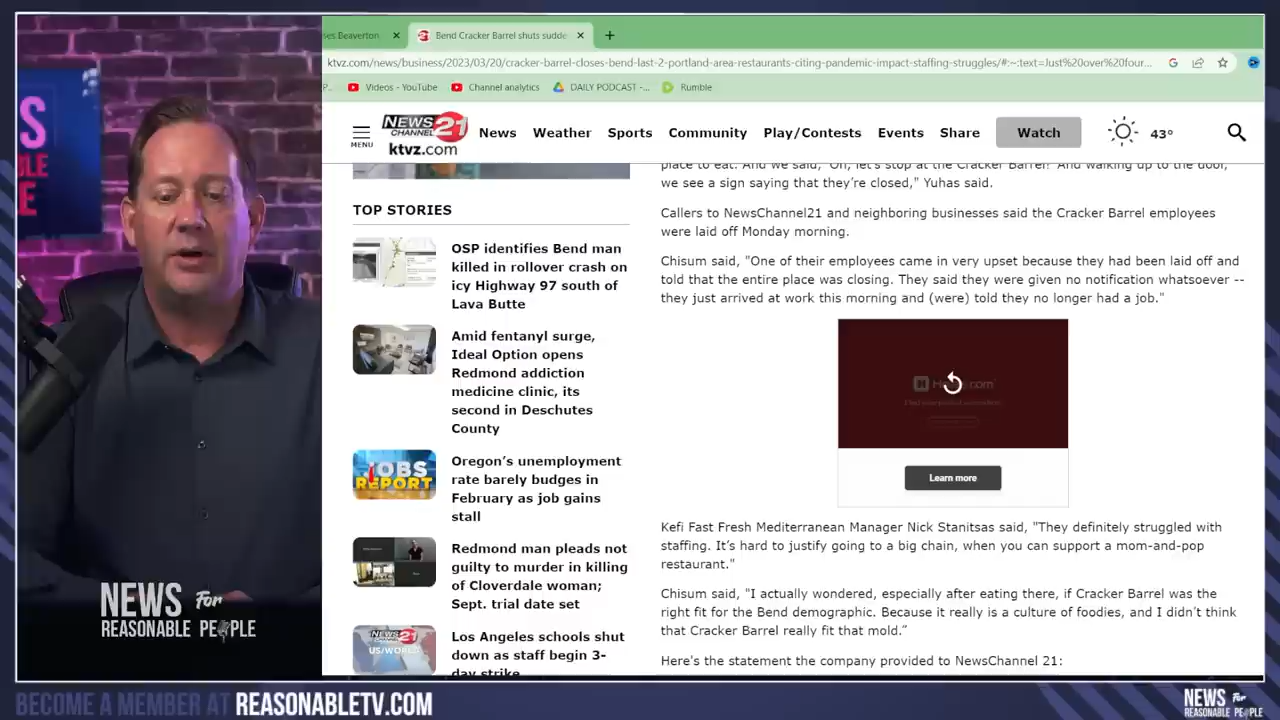 ses Beaverton
Bend Cracker Barrel shuts sudde
ktvz.com/news/business/2023/03/20/cracker-barrel-closes-bend-last-2-portland-area-restaurants-citing-pandemic-impact-staffing-struggles/#:~:text=Just%20over%20four...
Videos - YouTube
Channel analytics
DAILY PODCAST -...
Rumble
MENU
NEWS CHANNEL 21
ktvz.com
News
Weather
Sports
Community
Play/Contests
Events
Share
Watch
43°
place to eat. And we said, 'Oh, let's stop at the Cracker Barrel!' And walking up to the door,
we see a sign saying that they're closed," Yuhas said.
Callers to NewsChannel21 and neighboring businesses said the Cracker Barrel employees
were laid off Monday morning.
Chisum said, "One of their employees came in very upset because they had been laid off and
told that the entire place was closing. They said they were given no notification whatsoever --
they just arrived at work this morning and (were) told they no longer had a job."
Learn more
Kefi Fast Fresh Mediterranean Manager Nick Stanitsas said, "They definitely struggled with
staffing. It's hard to justify going to a big chain, when you can support a mom-and-pop
restaurant."
Chisum said, "I actually wondered, especially after eating there, if Cracker Barrel was the
right fit for the Bend demographic. Because it really is a culture of foodies, and I didn't think
that Cracker Barrel really fit that mold.”
Here's the statement the company provided to NewsChannel 21:
TOP STORIES
OSP identifies Bend man
killed in rollover crash on
icy Highway 97 south of
Lava Butte
Amid fentanyl surge,
Ideal Option opens
Redmond addiction
medicine clinic, its
second in Deschutes
County
JOBS
REPORT
Oregon’s unemployment
rate barely budges in
February as job gains
stall
Redmond man pleads not
guilty to murder in killing
of Cloverdale woman;
Sept. trial date set
NEWS 21
US/WORLD
Los Angeles schools shut
down as staff begin 3-
day strike
NEWS For
REASONABLE PEOPLE
BECOME A MEMBER AT REASONABLETV.COM
NEWS For
REASONABLE PEOPLE